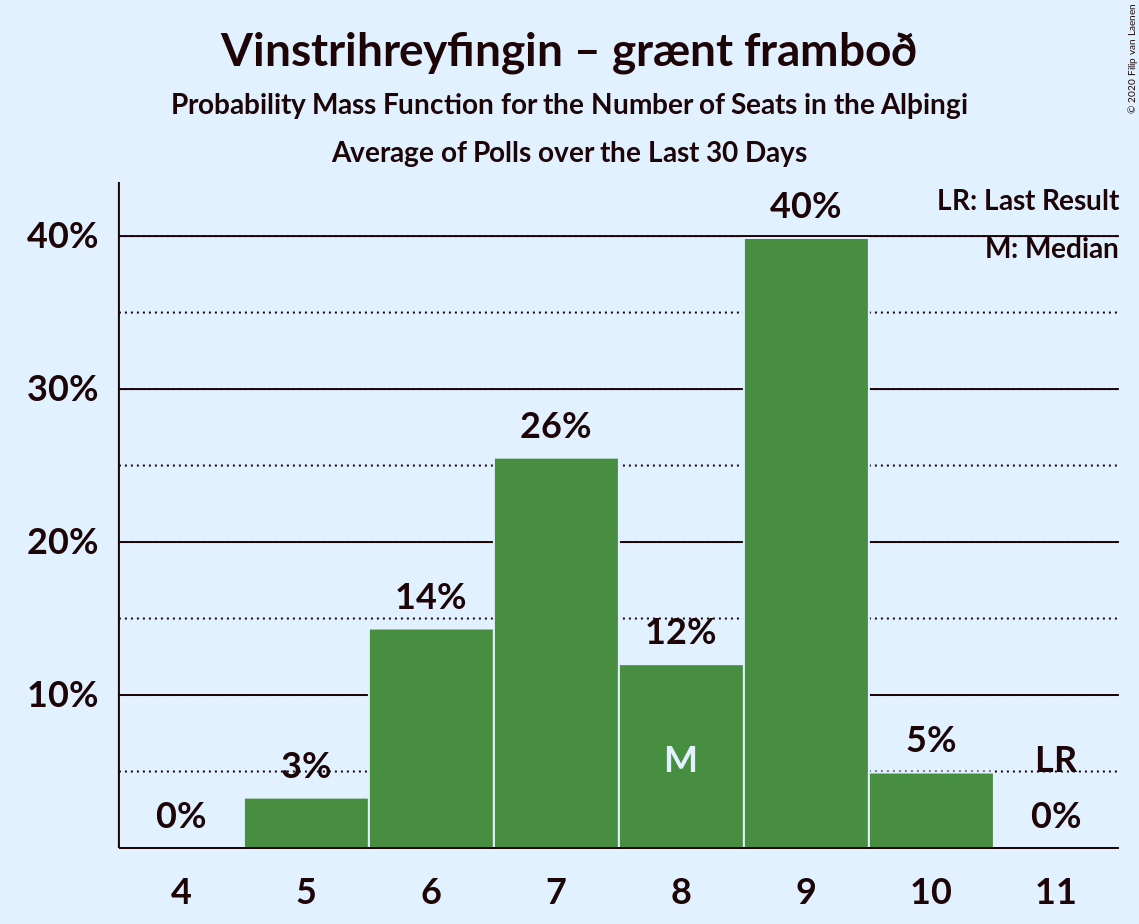 Vinstrihreyfingin – grænt framboð
Probability Mass Function for the Number of Seats in the Alþingi
Average of Polls over the Last 30 Days
© 2020 Filip van Laenen
LR: Last Result
M: Median
40%
30%
20%
10%
0%
3%
14%
26%
12%
40%
5%
0%
M
LR
4 5 6 7 8 9 10 11